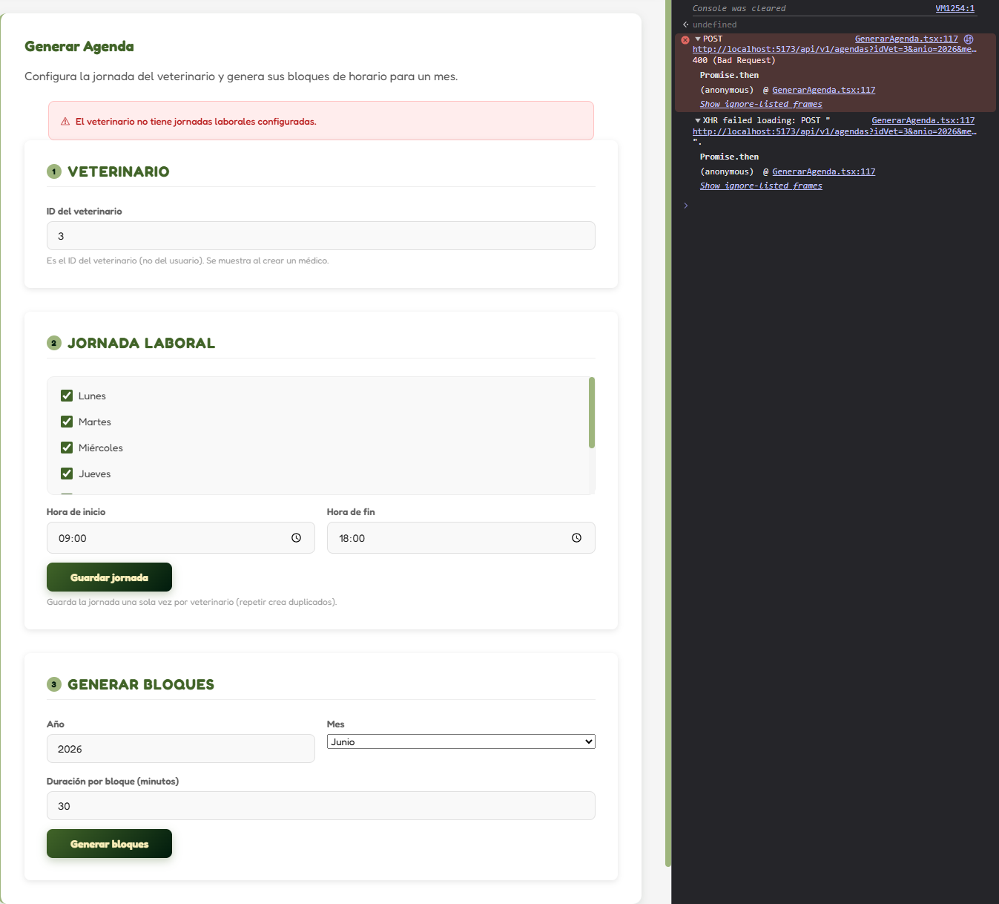 Generar Agenda
Configura la jornada del veterinario y genera sus bloques de horario para un mes.
⚠ El veterinario no tiene jornadas laborales configuradas.
1 VETERINARIO
ID del veterinario
3
Es el ID del veterinario (no del usuario). Se muestra al crear un médico.
2 JORNADA LABORAL
Lunes
Martes
Miércoles
Jueves
Hora de inicio Hora de fin
09:00 18:00
Guardar jornada
Guarda la jornada una sola vez por veterinario (repetir crea duplicados).
3 GENERAR BLOQUES
Año Mes
2026 Junio
Duración por bloque (minutos)
30
Generar bloques
Console was cleared VM1254:1
undefined
POST GenerarAgenda.tsx:117
http://localhost:5173/api/v1/agendas?idVet=3&anio=2026&me…
400 (Bad Request)
Promise.then
(anonymous) @ GenerarAgenda.tsx:117
Show ignore-listed frames
XHR failed loading: POST " GenerarAgenda.tsx:117
http://localhost:5173/api/v1/agendas?idVet=3&anio=2026&me…
".
Promise.then
(anonymous) @ GenerarAgenda.tsx:117
Show ignore-listed frames